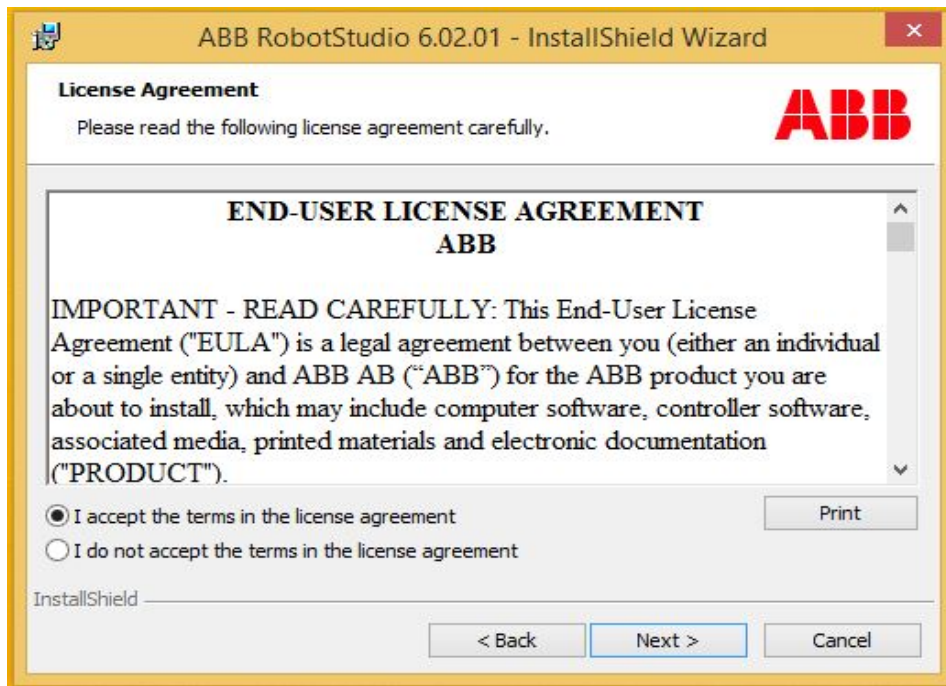 ABB RobotStudio 6.02.01 - InstallShield Wizard
License Agreement
Please read the following license agreement carefully.
ABB
END-USER LICENSE AGREEMENT
ABB
IMPORTANT - READ CAREFULLY: This End-User License
Agreement ("EULA") is a legal agreement between you (either an individual
or a single entity) and ABB AB (“ABB”) for the ABB product you are
about to install, which may include computer software, controller software,
associated media, printed materials and electronic documentation
("PRODUCT").
I accept the terms in the license agreement
Print
I do not accept the terms in the license agreement
InstallShield
< Back
Next >
Cancel